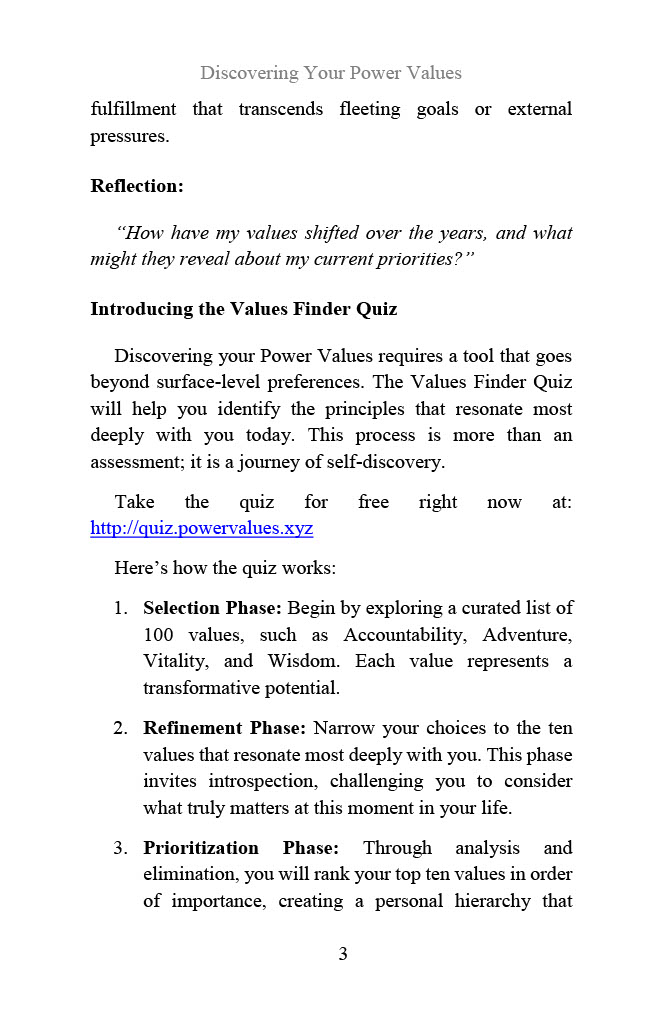 Discovering Your Power Values
fulfillment that transcends fleeting goals or external
pressures.
Reflection:
“How have my values shifted over the years, and what
might they reveal about my current priorities?”
Introducing the Values Finder Quiz
Discovering your Power Values requires a tool that goes
beyond surface-level preferences. The Values Finder Quiz
will help you identify the principles that resonate most
deeply with you today. This process is more than an
assessment; it is a journey of self-discovery.
Take the quiz for free right now at:
http://quiz.powervalues.xyz
Here’s how the quiz works:
1. Selection Phase: Begin by exploring a curated list of
100 values, such as Accountability, Adventure,
Vitality, and Wisdom. Each value represents a
transformative potential.
2. Refinement Phase: Narrow your choices to the ten
values that resonate most deeply with you. This phase
invites introspection, challenging you to consider
what truly matters at this moment in your life.
3. Prioritization Phase: Through analysis and
elimination, you will rank your top ten values in order
of importance, creating a personal hierarchy that
3